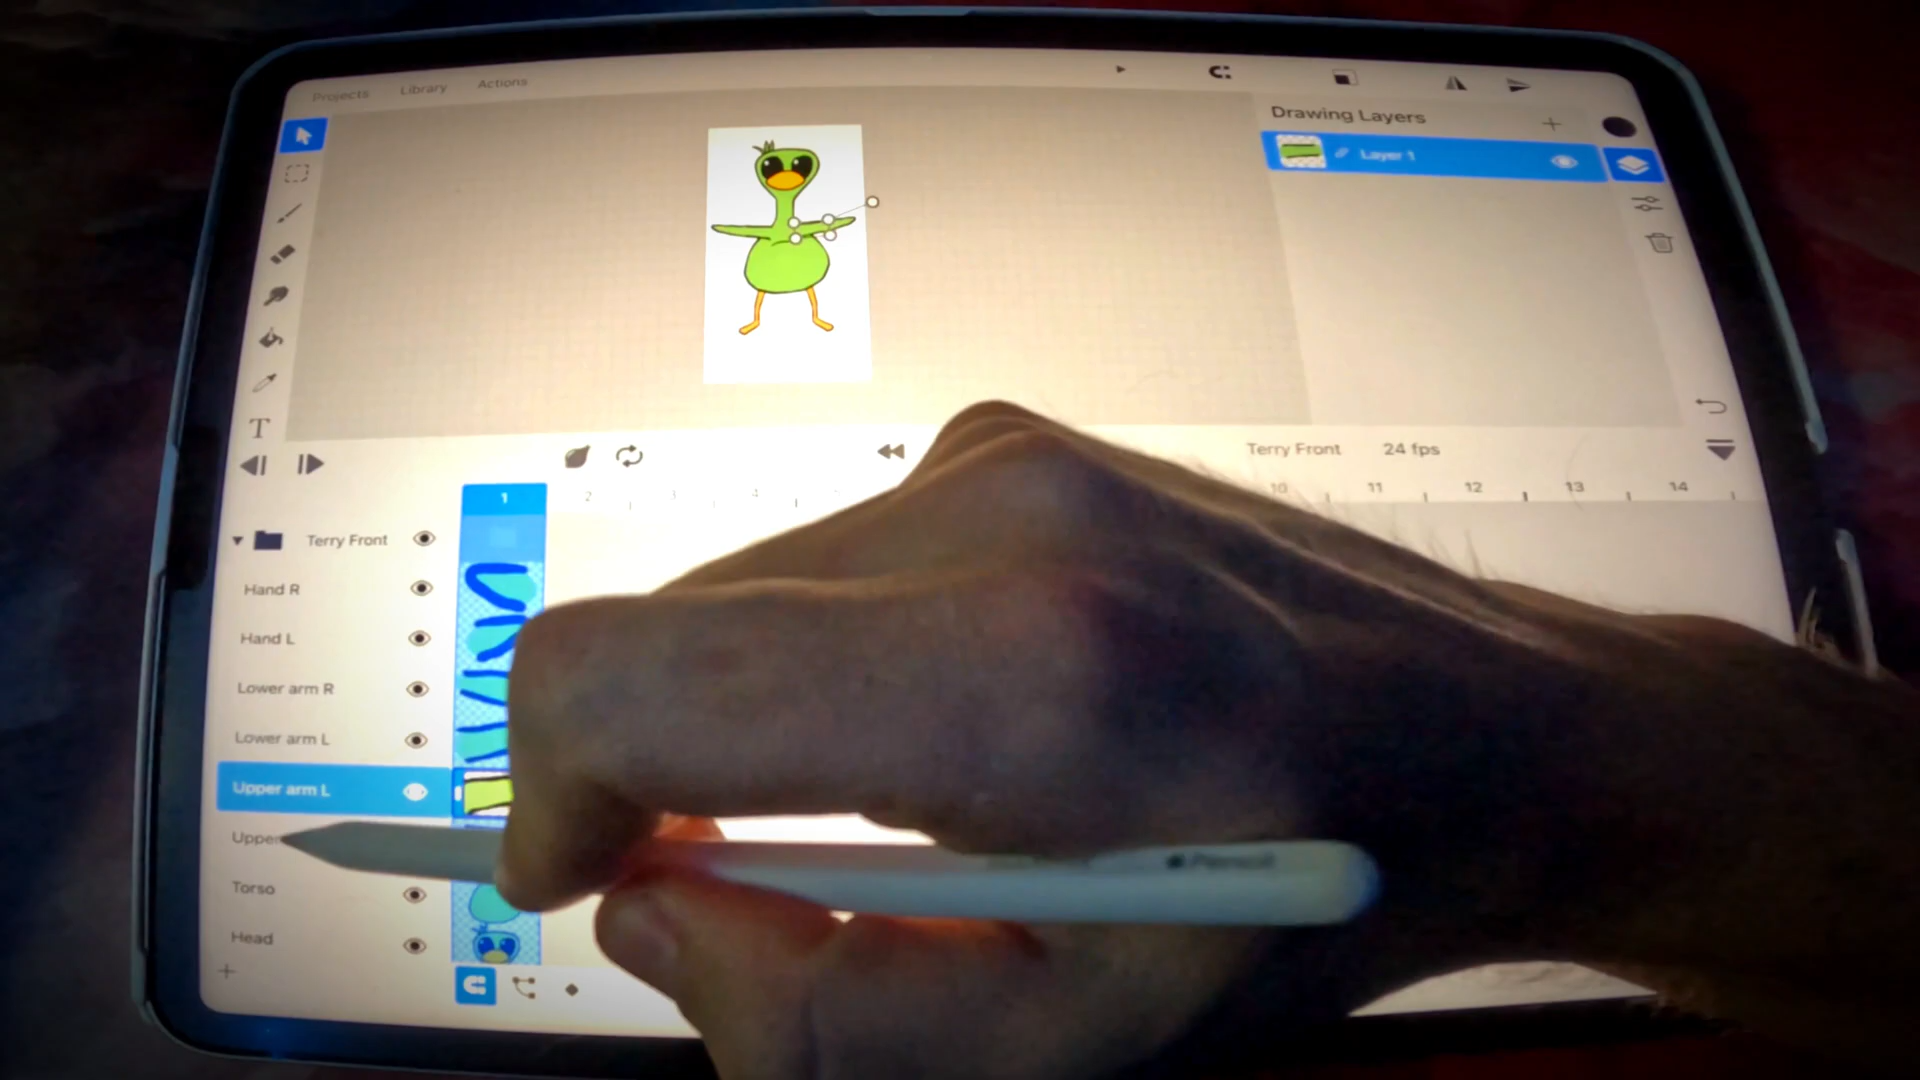 Projects Library Actions
Drawing Layers
Layer 1
T
Terry Front 24 fps
1 2 3 4 10 11 12 13 14
Terry Front
Hand R
Hand L
Lower arm R
Lower arm L
Upper arm L
Upper
Torso
Head
Pencil